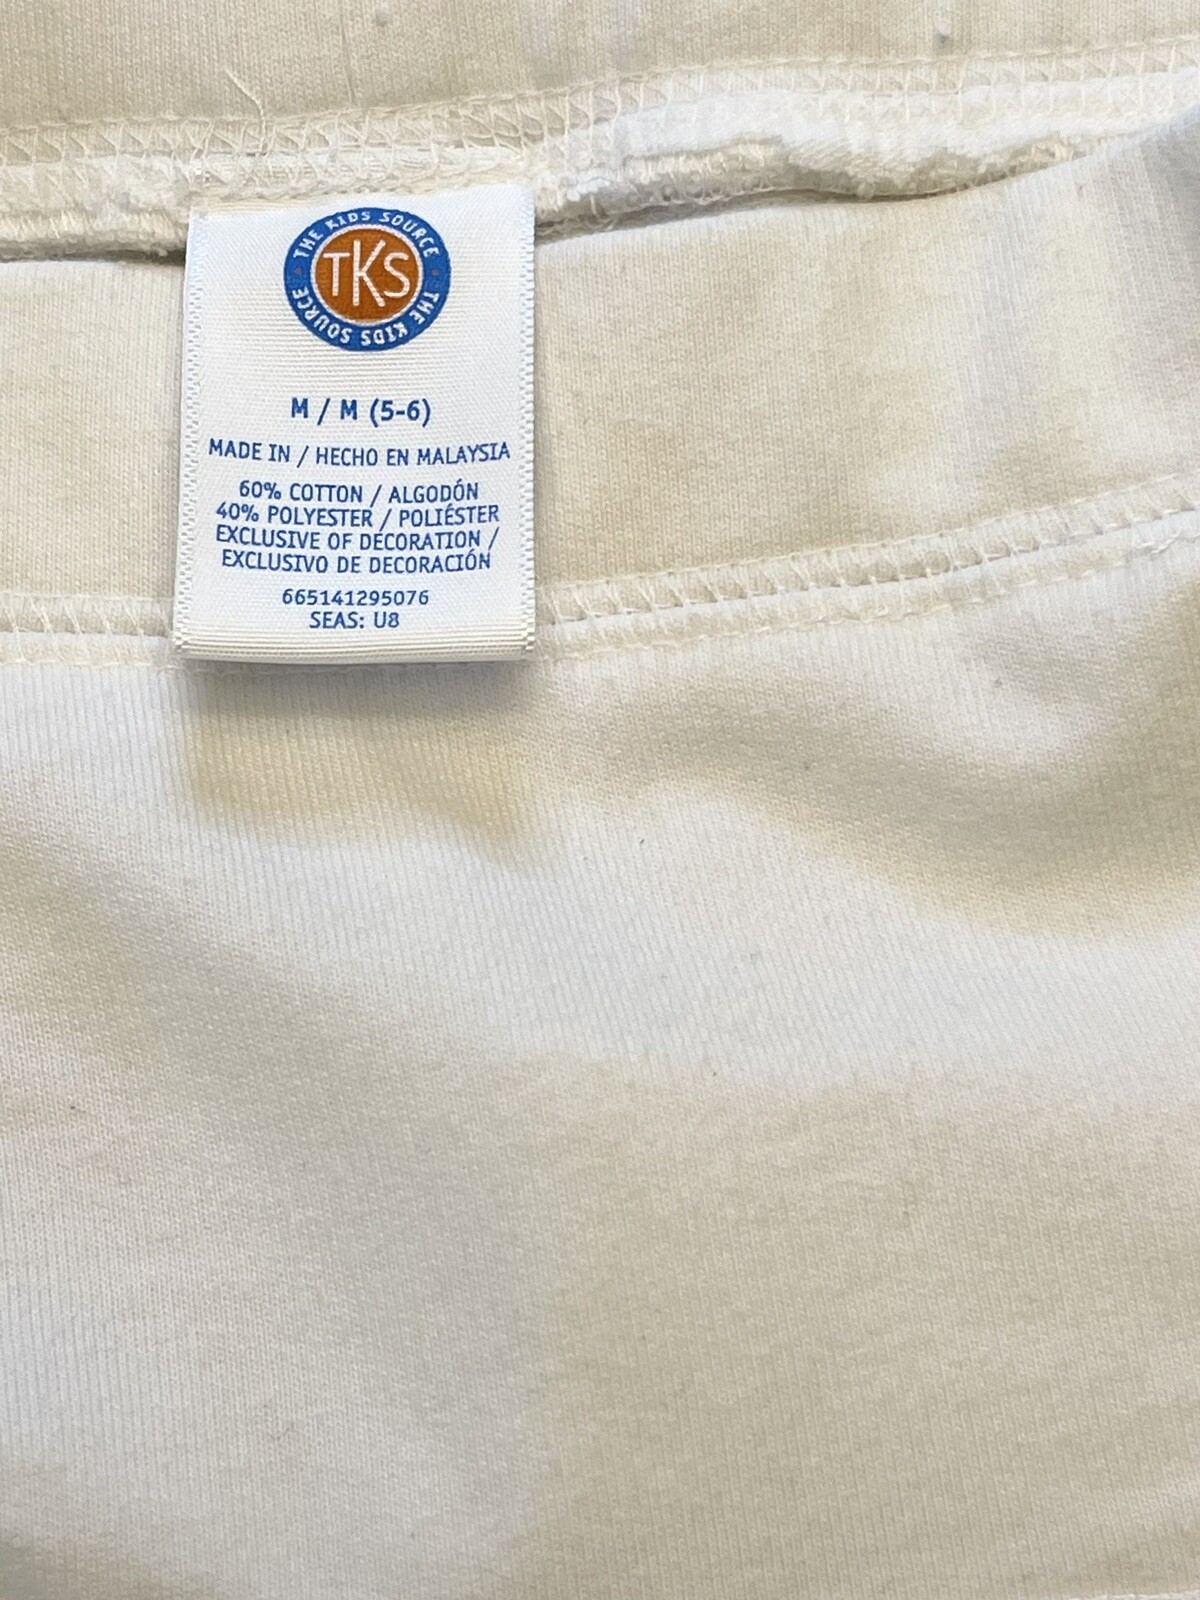 THE KIDS SOURCE · THE KIDS SOURCE ·
TKS
M / M (5-6)
MADE IN / HECHO EN MALAYSIA
60% COTTON / ALGODÓN
40% POLYESTER / POLIÉSTER
EXCLUSIVE OF DECORATION /
EXCLUSIVO DE DECORACIÓN
665141295076
SEAS: U8